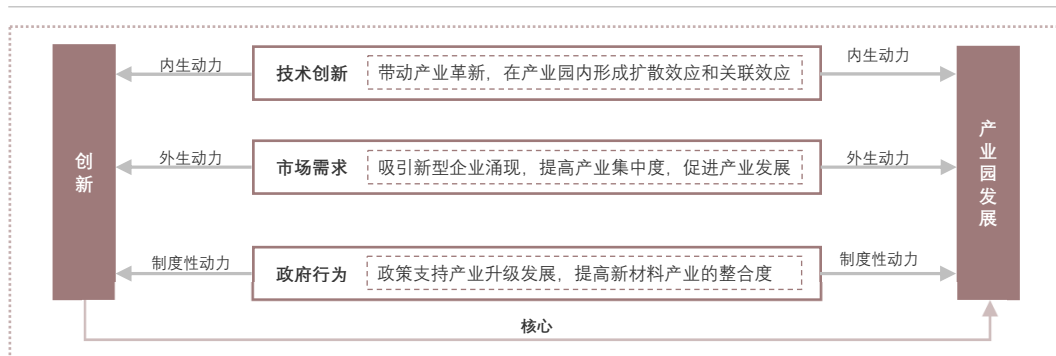 内生动力
技术创新
带动产业革新，在产业园内形成扩散效应和关联效应
内生动力
创新
外生动力
市场需求
吸引新型企业涌现，提高产业集中度，促进产业发展
外生动力
产业园发展
制度性动力
政府行为
政策支持产业升级发展，提高新材料产业的整合度
制度性动力
核心